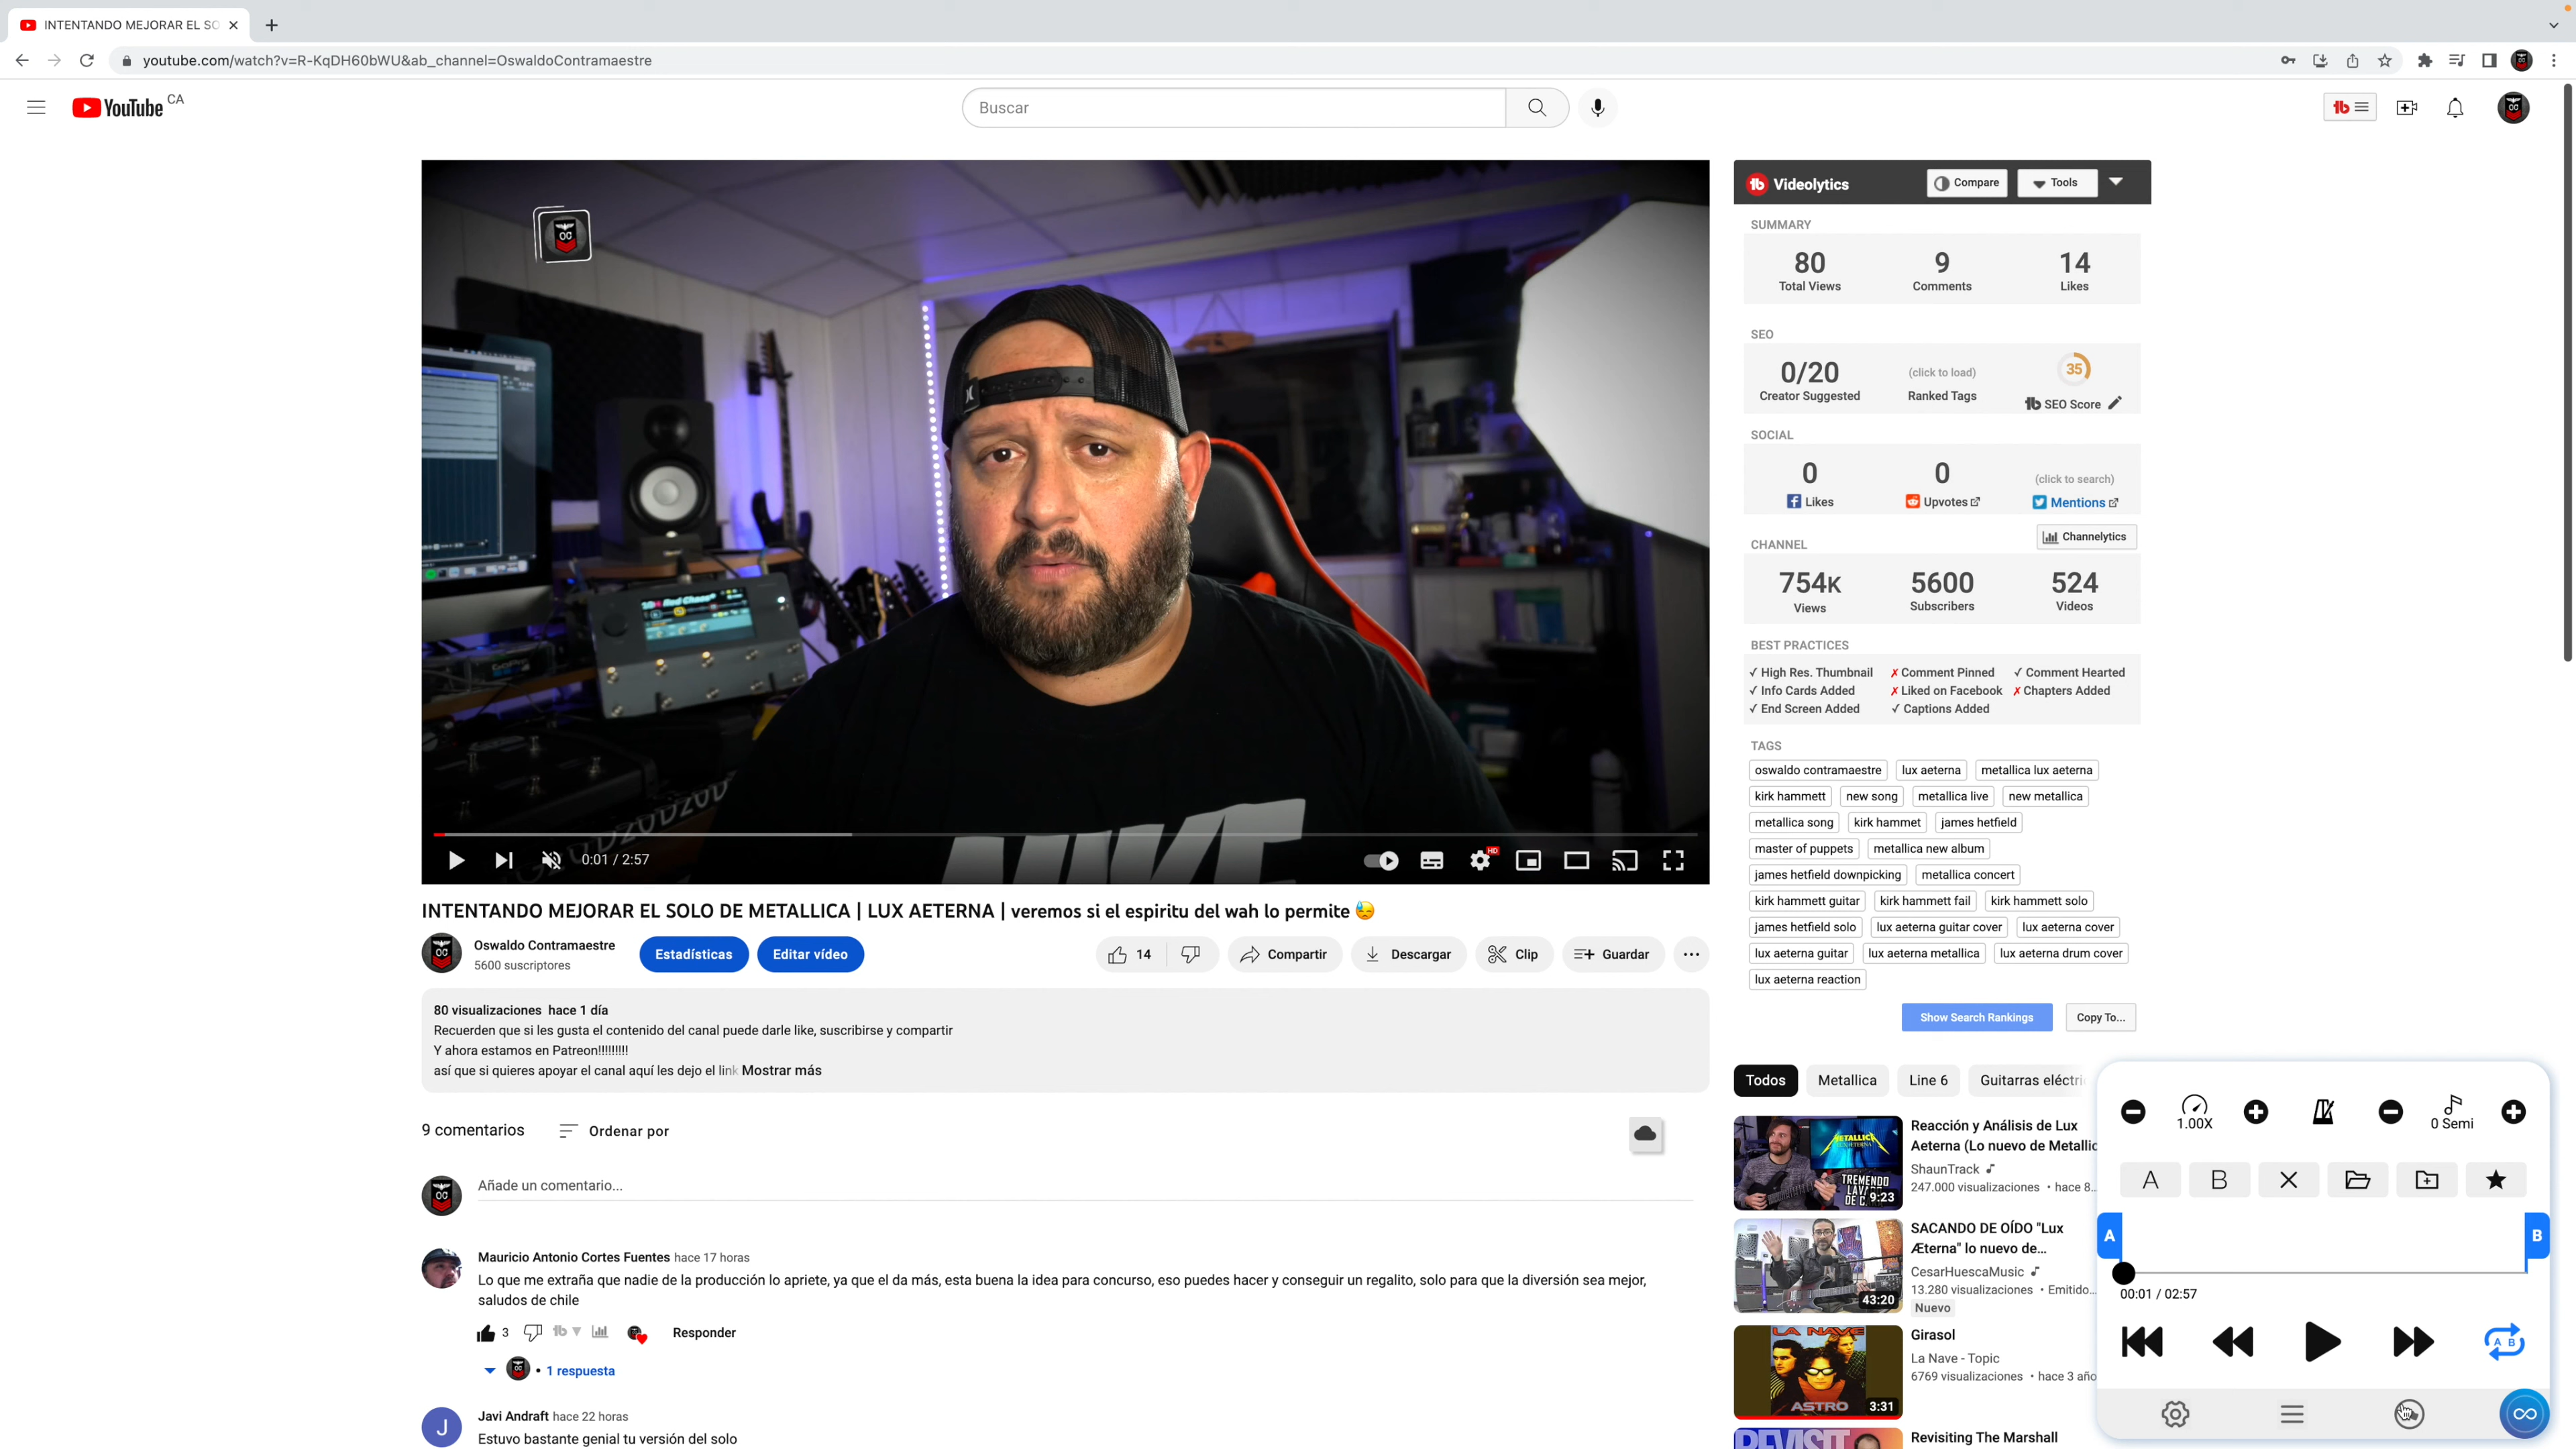 INTENTANDO MEJORAR EL SO
youtube.com/watch?v=R-KqDH60bWU&ab_channel=OswaldoContramaestre
YouTube CA
Buscar
OC
NIKE
0:01 / 2:57
HD
INTENTANDO MEJORAR EL SOLO DE METALLICA | LUX AETERNA | veremos si el espiritu del wah lo permite 😓
Oswaldo Contramaestre
5600 suscriptores
Estadísticas
Editar vídeo
14
Compartir
Descargar
Clip
Guardar
80 visualizaciones hace 1 día
Recuerden que si les gusta el contenido del canal puede darle like, suscribirse y compartir
Y ahora estamos en Patreon!!!!!!!!!
así que si quieres apoyar el canal aquí les dejo el link Mostrar más
9 comentarios
Ordenar por
Añade un comentario...
Mauricio Antonio Cortes Fuentes hace 17 horas
Lo que me extraña que nadie de la producción lo apriete, ya que el da más, esta buena la idea para concurso, eso puedes hacer y conseguir un regalito, solo para que la diversión sea mejor,
saludos de chile
3
Responder
• 1 respuesta
J
Javi Andraft hace 22 horas
Estuvo bastante genial tu versión del solo
Videolytics
Compare
Tools
SUMMARY
80 9 14
Total Views Comments Likes
SEO
0/20 (click to load) 35
Creator Suggested Ranked Tags SEO Score
SOCIAL
0 0 (click to search)
Likes Upvotes Mentions
Channelytics
CHANNEL
754K 5600 524
Views Subscribers Videos
BEST PRACTICES
✓ High Res. Thumbnail ✗ Comment Pinned ✓ Comment Hearted
✓ Info Cards Added ✗ Liked on Facebook ✗ Chapters Added
✓ End Screen Added ✓ Captions Added
TAGS
oswaldo contramaestre lux aeterna metallica lux aeterna
kirk hammett new song metallica live new metallica
metallica song kirk hammet james hetfield
master of puppets metallica new album
james hetfield downpicking metallica concert
kirk hammett guitar kirk hammett fail kirk hammett solo
james hetfield solo lux aeterna guitar cover lux aeterna cover
lux aeterna guitar lux aeterna metallica lux aeterna drum cover
lux aeterna reaction
Show Search Rankings
Copy To...
Todos Metallica Line 6 Guitarras eléctri
METALLICA
TREMENDO
9:23
Reacción y Análisis de Lux
Aeterna (Lo nuevo de Metallic
ShaunTrack
247.000 visualizaciones • hace 8...
43:20
SACANDO DE OÍDO "Lux
Æterna" lo nuevo de...
CesarHuescaMusic
13.280 visualizaciones • Emitido...
Nuevo
LA NAVE
ASTRO
3:31
Girasol
La Nave - Topic
6769 visualizaciones • hace 3 año
REVISIT
Revisiting The Marshall
1.00X
0 Semi
A B
A B
00:01 / 02:57
A B